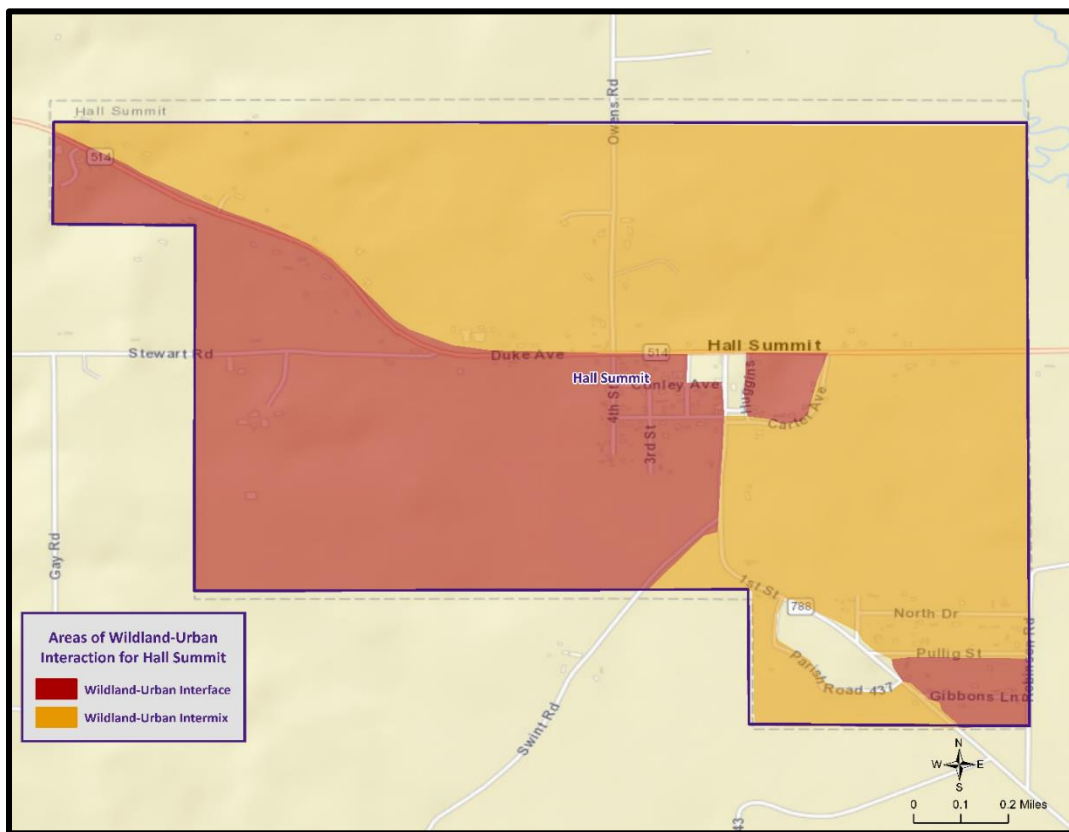 Hall Summit
514
Owens Rd
Stewart Rd
Duke Ave
514
Hall Summit
Hall Summit
Conley Ave
Huggins
4th St
3rd St
Carter Ave
Gay Rd
1st St
788
North Dr
Pullig St
Parish Road 437
Gibbons Ln
Robinson Rd
Swint Rd
43
Areas of Wildland-Urban
Interaction for Hall Summit
Wildland-Urban Interface
Wildland-Urban Intermix
N
W E
S
0 0.1 0.2 Miles